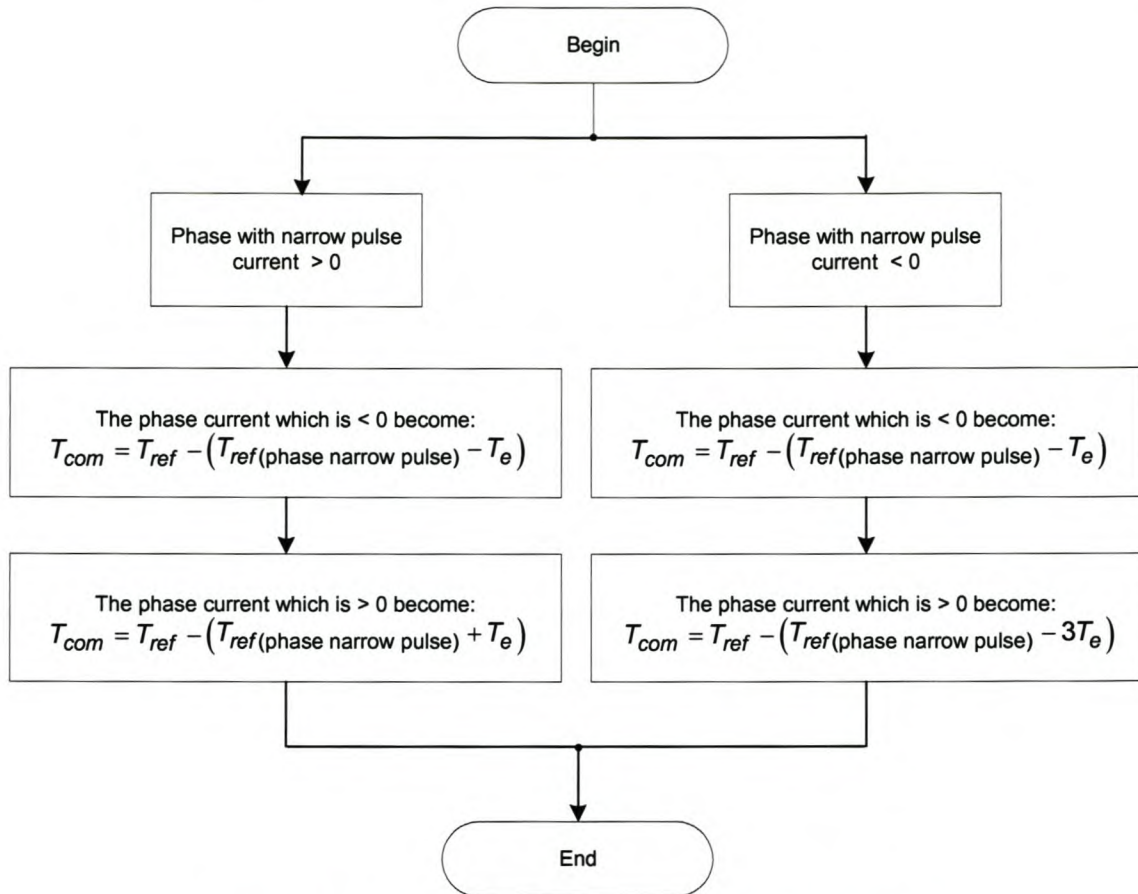 Begin
Phase with narrow pulse
current > 0
Phase with narrow pulse
current < 0
The phase current which is < 0 become:
T_com = T_ref − (T_ref(phase narrow pulse) − T_e)
The phase current which is < 0 become:
T_com = T_ref − (T_ref(phase narrow pulse) − T_e)
The phase current which is > 0 become:
T_com = T_ref − (T_ref(phase narrow pulse) + T_e)
The phase current which is > 0 become:
T_com = T_ref − (T_ref(phase narrow pulse) − 3T_e)
End